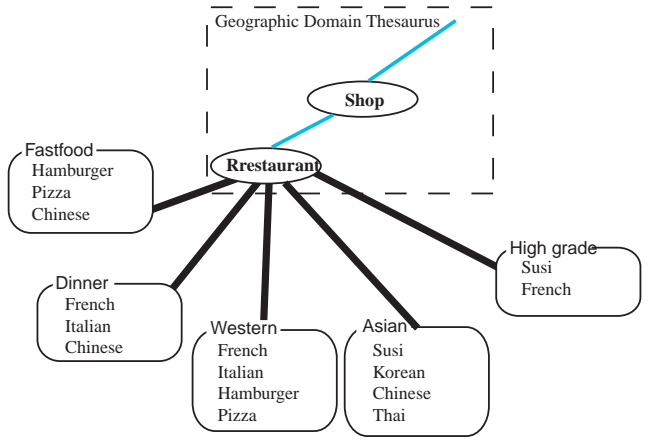 Geographic Domain Thesaurus
Shop
Rrestaurant
Fastfood
Hamburger
Pizza
Chinese
High grade
Susi
French
Dinner
French
Italian
Chinese
Western
French
Italian
Hamburger
Pizza
Asian
Susi
Korean
Chinese
Thai